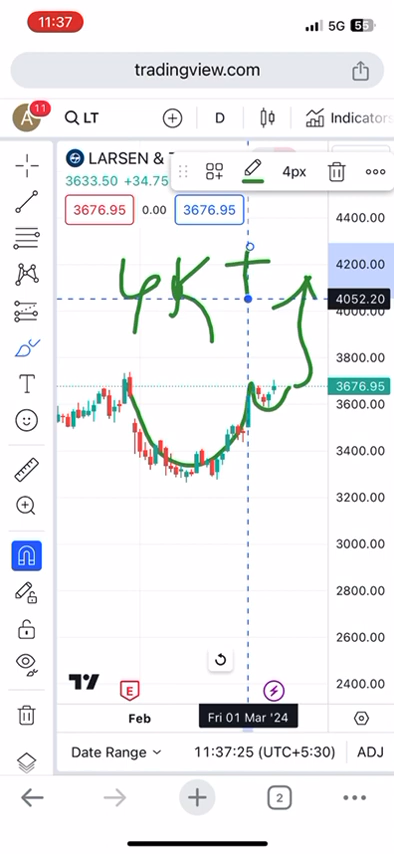 11:37
5G 55
tradingview.com
A 11 LT D Indicators
LARSEN &
4px
3633.50 +34.75
3676.95 0.00 3676.95
4400.00
4200.00
4K+
4052.20
4000.00
3800.00
3676.95
3600.00
3400.00
3200.00
3000.00
2800.00
2600.00
2400.00
E
Feb Fri 01 Mar '24
Date Range 11:37:25 (UTC+5:30) ADJ
2